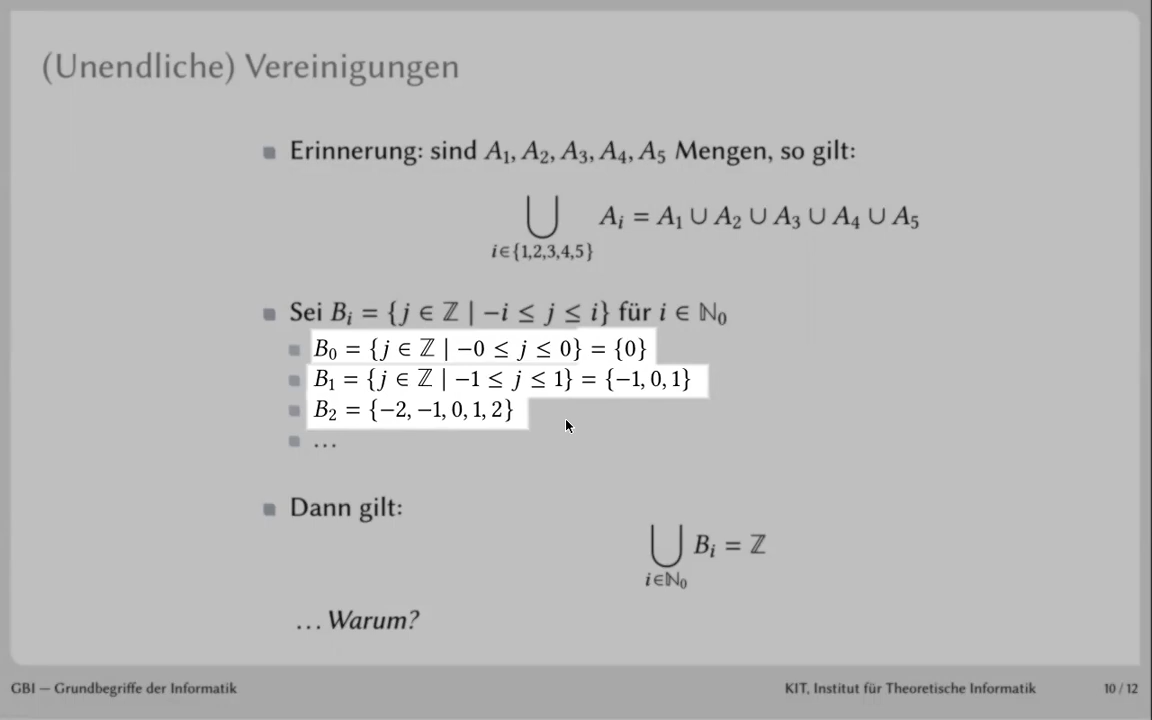 (Unendliche) Vereinigungen
Erinnerung: sind A₁, A₂, A₃, A₄, A₅ Mengen, so gilt:
⋃ Aᵢ = A₁ ∪ A₂ ∪ A₃ ∪ A₄ ∪ A₅
i∈{1,2,3,4,5}
Sei Bᵢ = {j ∈ ℤ | −i ≤ j ≤ i} für i ∈ ℕ₀
B₀ = {j ∈ ℤ | −0 ≤ j ≤ 0} = {0}
B₁ = {j ∈ ℤ | −1 ≤ j ≤ 1} = {−1, 0, 1}
B₂ = {−2, −1, 0, 1, 2}
...
Dann gilt:
⋃ Bᵢ = ℤ
i∈ℕ₀
... Warum?
GBI — Grundbegriffe der Informatik
KIT, Institut für Theoretische Informatik
10 / 12